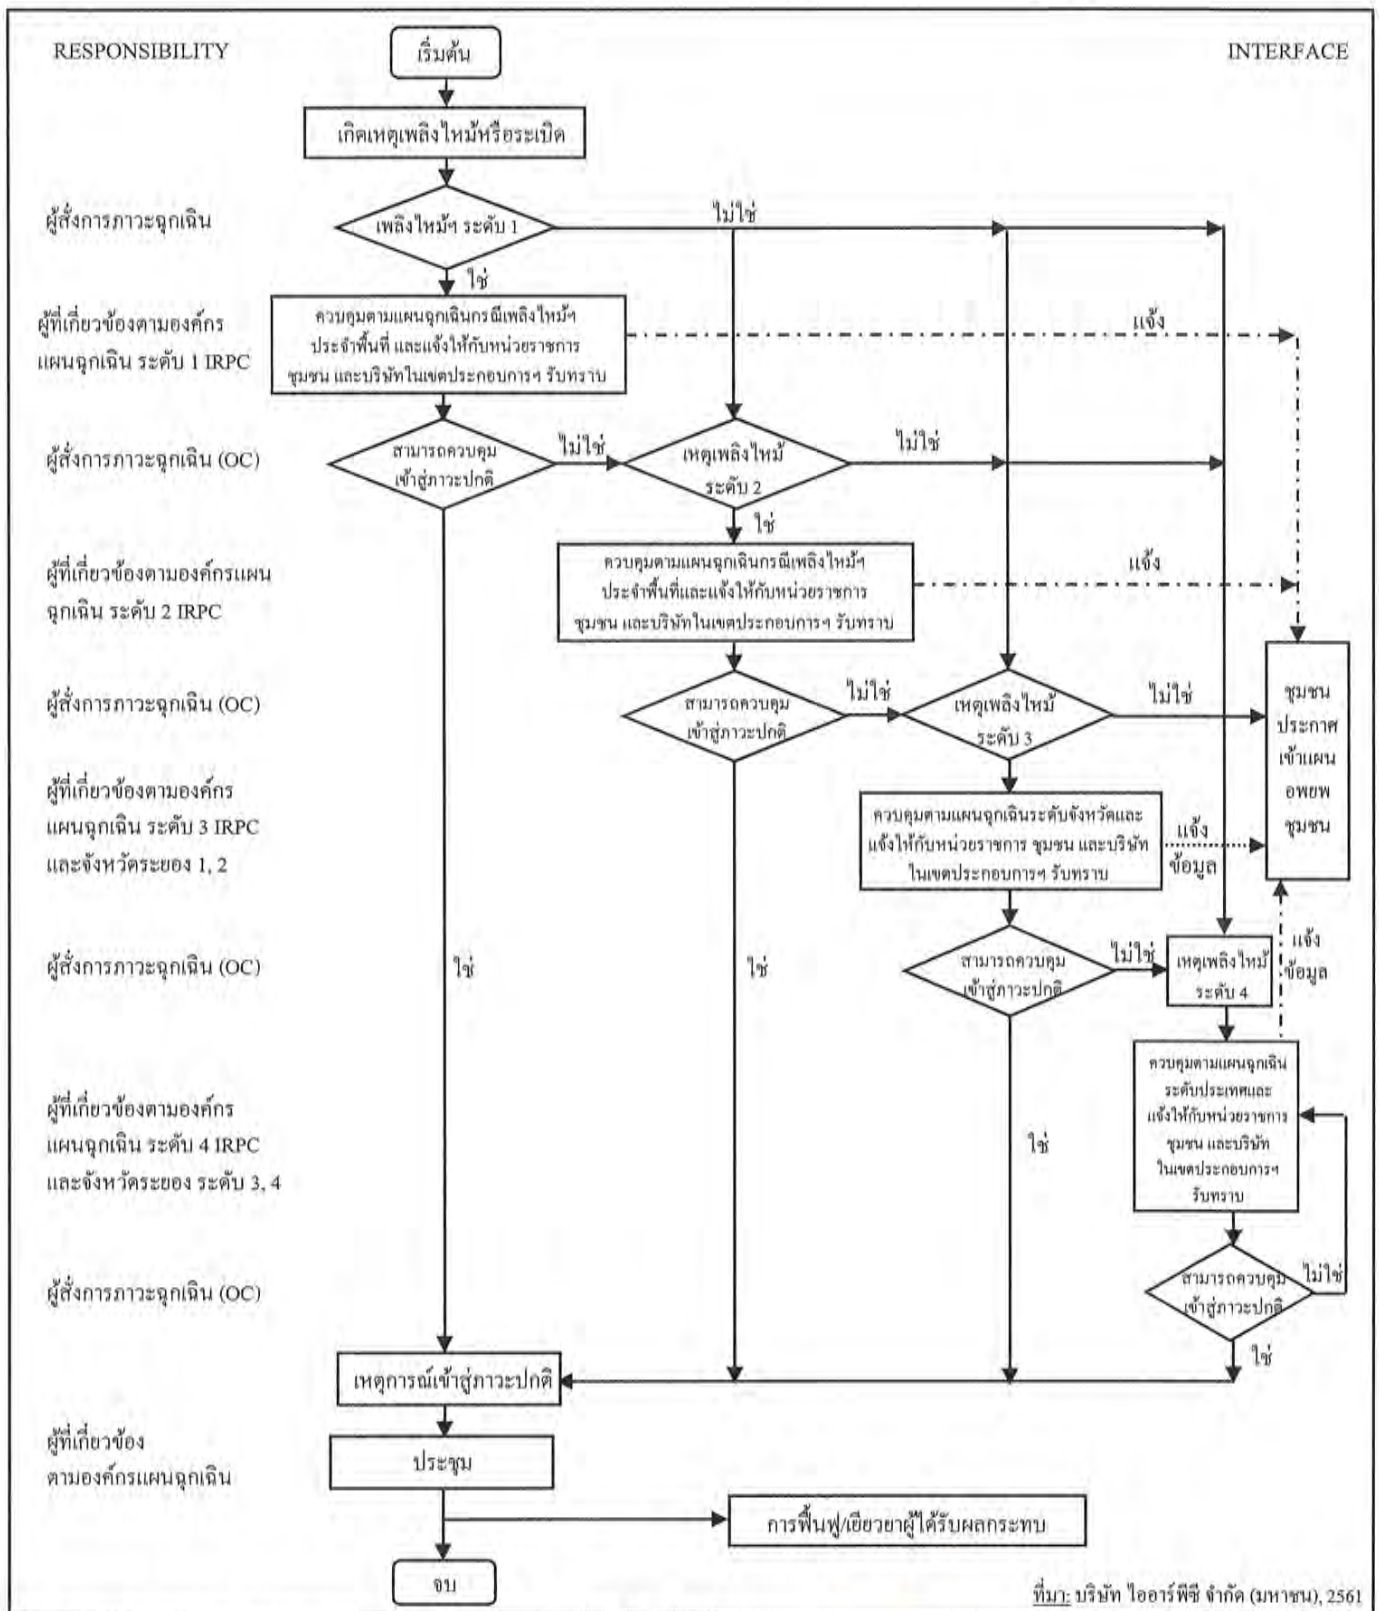 RESPONSIBILITY
INTERFACE
เริ่มต้น
เกิดเหตุเพลิงไหม้หรือระเบิด
ผู้สั่งการภาวะฉุกเฉิน
เพลิงไหม้ฯ ระดับ 1
ไม่ใช่
ใช่
ผู้ที่เกี่ยวข้องตามองค์กร
แผนฉุกเฉิน ระดับ 1 IRPC
ควบคุมตามแผนฉุกเฉินกรณีเพลิงไหม้ฯ
ประจำพื้นที่ และแจ้งให้กับหน่วยราชการ
ชุมชน และบริษัทในเขตประกอบการฯ รับทราบ
แจ้ง
ผู้สั่งการภาวะฉุกเฉิน (OC)
สามารถควบคุม
เข้าสู่ภาวะปกติ
ไม่ใช่
เหตุเพลิงไหม้
ระดับ 2
ไม่ใช่
ใช่
ผู้ที่เกี่ยวข้องตามองค์กรแผน
ฉุกเฉิน ระดับ 2 IRPC
ควบคุมตามแผนฉุกเฉินกรณีเพลิงไหม้ฯ
ประจำพื้นที่และแจ้งให้กับหน่วยราชการ
ชุมชน และบริษัทในเขตประกอบการฯ รับทราบ
แจ้ง
ผู้สั่งการภาวะฉุกเฉิน (OC)
สามารถควบคุม
เข้าสู่ภาวะปกติ
ไม่ใช่
เหตุเพลิงไหม้
ระดับ 3
ไม่ใช่
ชุมชน
ประกาศ
เข้าแผน
อพยพ
ชุมชน
ผู้ที่เกี่ยวข้องตามองค์กร
แผนฉุกเฉิน ระดับ 3 IRPC
และจังหวัดระยอง 1, 2
ควบคุมตามแผนฉุกเฉินระดับจังหวัดและ
แจ้งให้กับหน่วยราชการ ชุมชน และบริษัท
ในเขตประกอบการฯ รับทราบ
แจ้ง
ข้อมูล
ผู้สั่งการภาวะฉุกเฉิน (OC)
ใช่
ใช่
สามารถควบคุม
เข้าสู่ภาวะปกติ
ไม่ใช่
เหตุเพลิงไหม้
ระดับ 4
แจ้ง
ข้อมูล
ผู้ที่เกี่ยวข้องตามองค์กร
แผนฉุกเฉิน ระดับ 4 IRPC
และจังหวัดระยอง ระดับ 3, 4
ใช่
ควบคุมตามแผนฉุกเฉิน
ระดับประเทศและ
แจ้งให้กับหน่วยราชการ
ชุมชน และบริษัท
ในเขตประกอบการฯ
รับทราบ
ผู้สั่งการภาวะฉุกเฉิน (OC)
สามารถควบคุม
เข้าสู่ภาวะปกติ
ไม่ใช่
ใช่
เหตุการณ์เข้าสู่ภาวะปกติ
ผู้ที่เกี่ยวข้อง
ตามองค์กรแผนฉุกเฉิน
ประชุม
การฟื้นฟู/เยียวยาผู้ได้รับผลกระทบ
จบ
ที่มา: บริษัท ไออาร์พีซี จำกัด (มหาชน), 2561